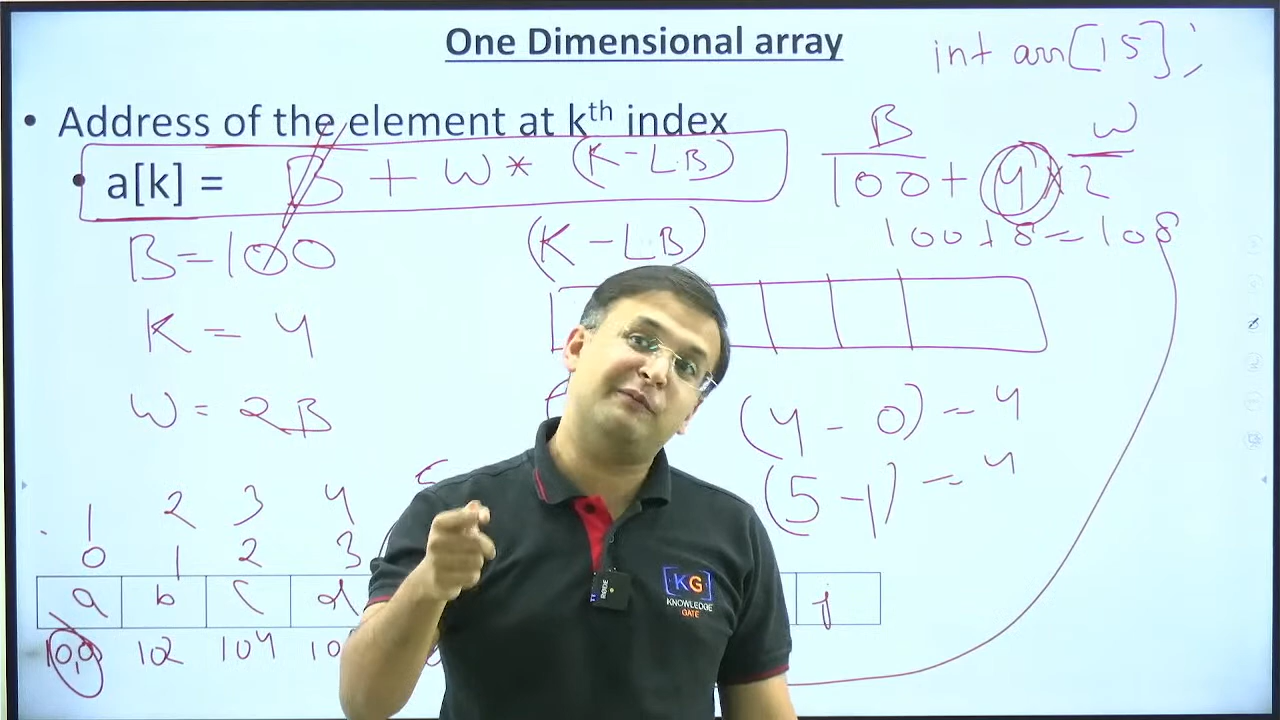 One Dimensional array
int arr[15];
• Address of the element at kth index
• a[k] = B + W * (K-L.B)
B
W
100 + 4 × 2
100 + 8 = 108
B = 100
(K - L.B)
K = 4
W = 2B
(4 - 0) = 4
(5 - 1) = 4
1 2 3 4 5
0 1 2 3
a b c d j
100 102 104
RODE
KG
KNOWLEDGE
GATE